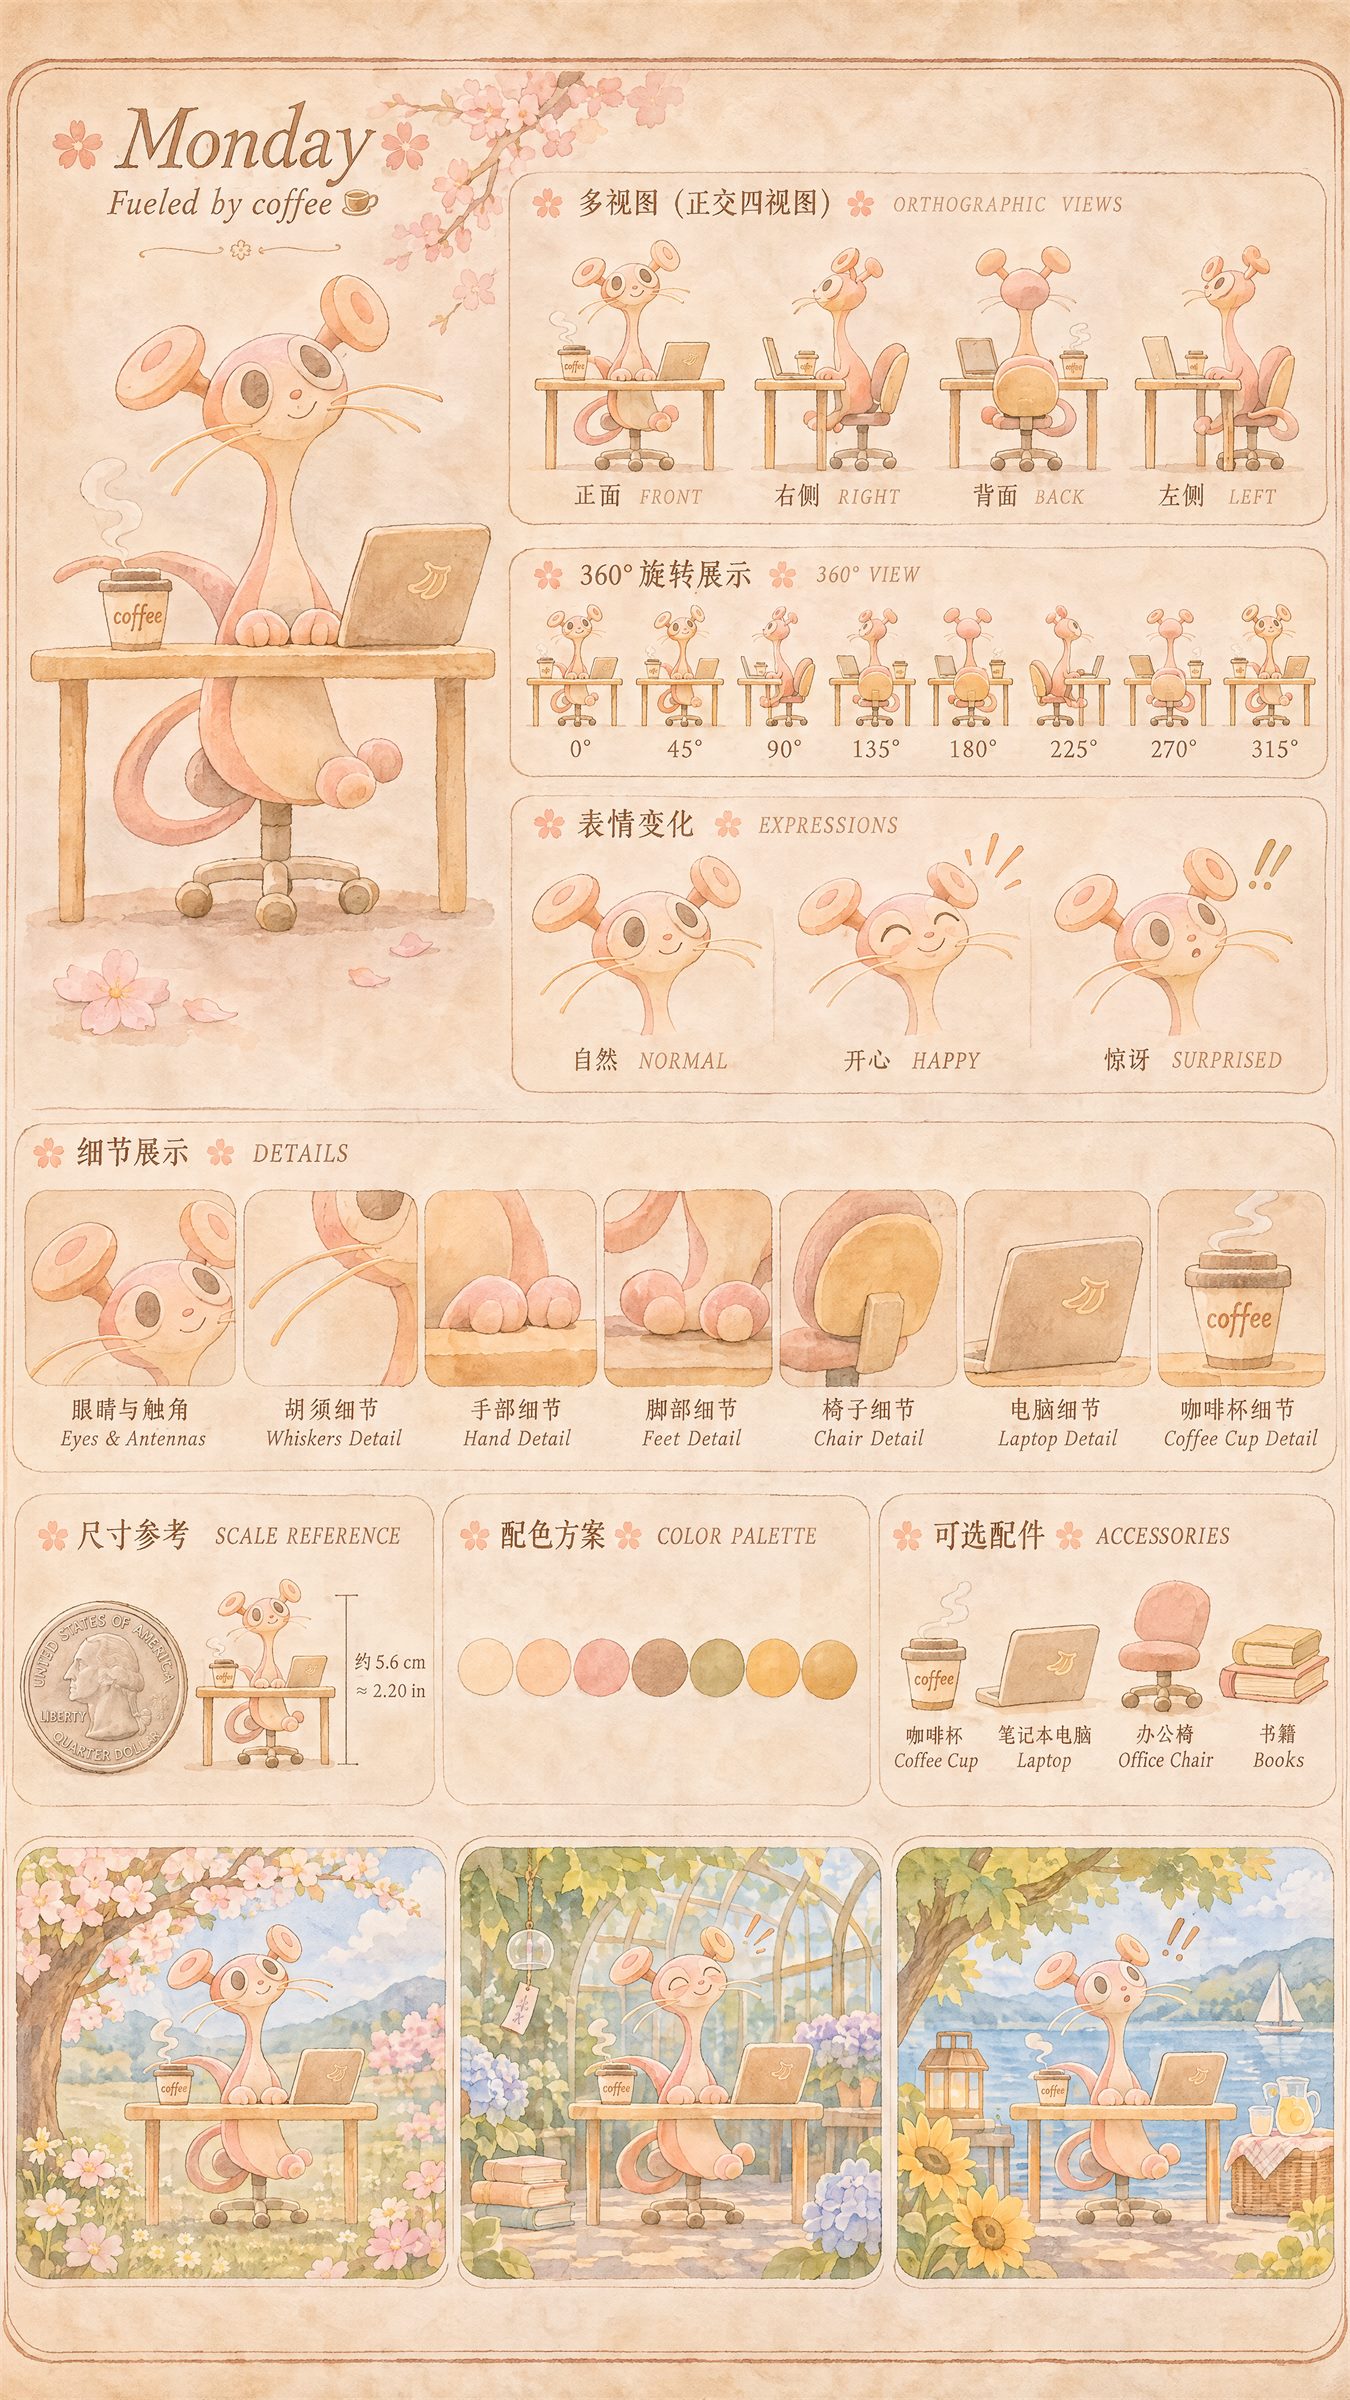 Monday
Fueled by coffee
coffee
多视图（正交四视图） ORTHOGRAPHIC VIEWS
coffee
coffee
正面 FRONT
右侧 RIGHT
背面 BACK
左侧 LEFT
360° 旋转展示 360° VIEW
0°
45°
90°
135°
180°
225°
270°
315°
表情变化 EXPRESSIONS
!!
自然 NORMAL
开心 HAPPY
惊讶 SURPRISED
细节展示 DETAILS
coffee
眼睛与触角
Eyes & Antennas
胡须细节
Whiskers Detail
手部细节
Hand Detail
脚部细节
Feet Detail
椅子细节
Chair Detail
电脑细节
Laptop Detail
咖啡杯细节
Coffee Cup Detail
尺寸参考 SCALE REFERENCE
UNITED STATES OF AMERICA
LIBERTY
QUARTER DOLLAR
coffee
约 5.6 cm
≈ 2.20 in
配色方案 COLOR PALETTE
可选配件 ACCESSORIES
coffee
咖啡杯
Coffee Cup
笔记本电脑
Laptop
办公椅
Office Chair
书籍
Books
coffee
coffee
!!
coffee